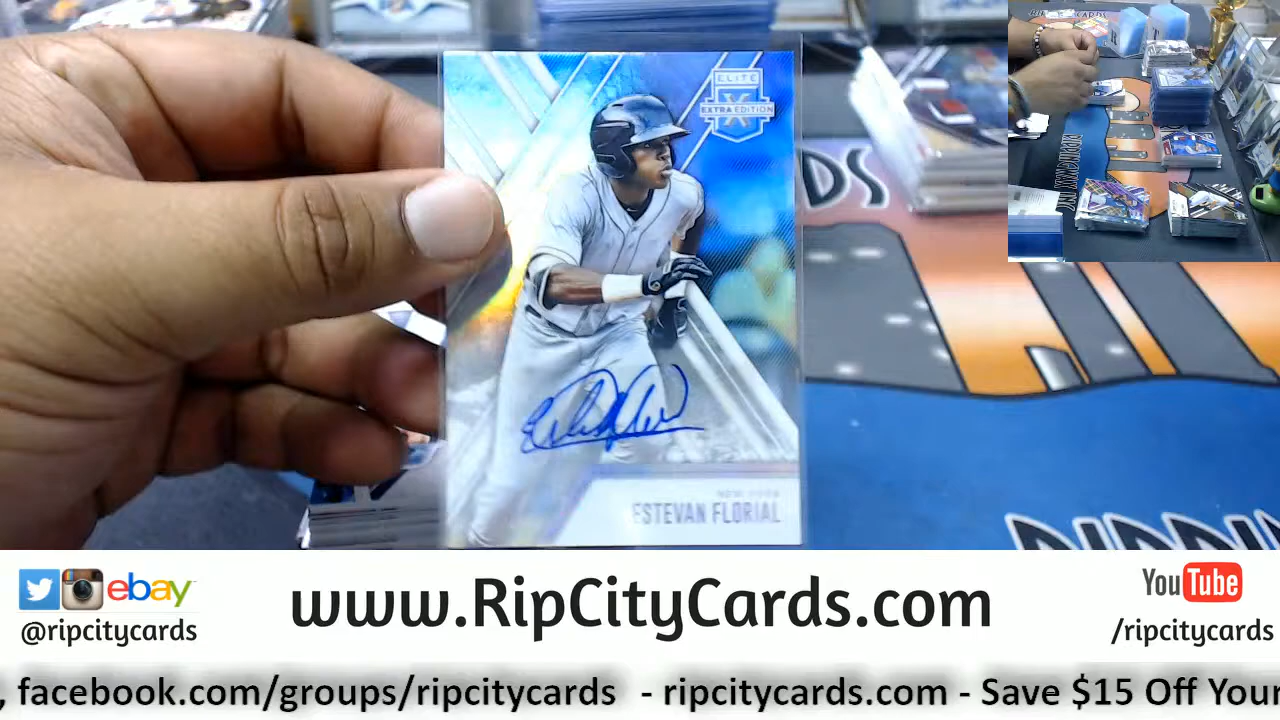 ELITE
X
EXTRA EDITION
DS
NEW YORK
ESTEVAN FLORIAL
ebay
@ripcitycards
www.RipCityCards.com
YouTube
/ripcitycards
, facebook.com/groups/ripcitycards - ripcitycards.com - Save $15 Off Your